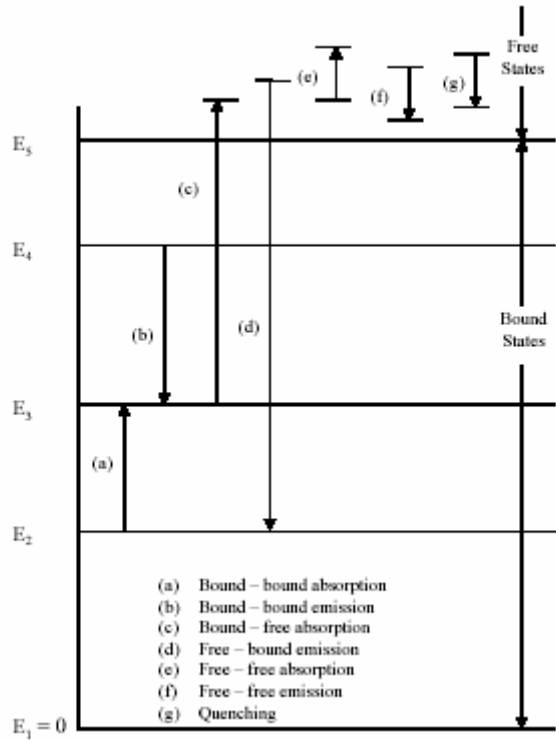 Free
States
(e)
(f)
(g)
E₅
(c)
E₄
(b)
(d)
Bound
States
E₃
(a)
E₂
(a) Bound – bound absorption
(b) Bound – bound emission
(c) Bound – free absorption
(d) Free – bound emission
(e) Free – free absorption
(f) Free – free emission
(g) Quenching
E₁ = 0